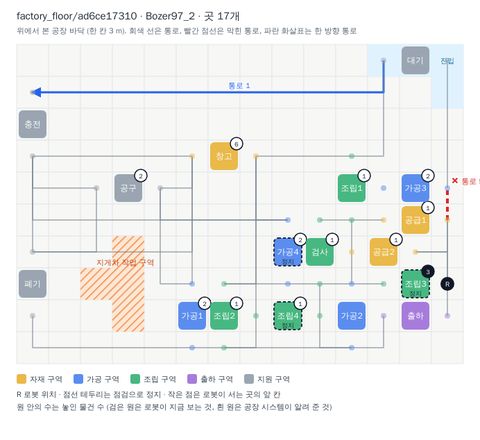 factory_floor/ad6ce17310 · Bozer97_2 · 곳 17개
위에서 본 공장 바닥 (한 칸 3 m). 회색 선은 통로, 빨간 점선은 막힌 통로, 파란 화살표는 한 방향 통로
대기
진입
통로 1
충전
창고 6
공구 2
조립1 1
가공3 2
통로
공급1 1
가공4 1
정지
검사 1
공급2 1
지게차 작업 구역
폐기
조립3 3
정지
R
가공1 2
조립2 1
조립4 1
정지
가공2
출하
자재 구역
가공 구역
조립 구역
출하 구역
지원 구역
R 로봇 위치 · 점선 테두리는 점검으로 정지 · 작은 점은 로봇이 서는 곳의 앞 칸
원 안의 수는 놓인 물건 수 (검은 원은 로봇이 지금 보는 것, 흰 원은 공장 시스템이 알려 준 것)